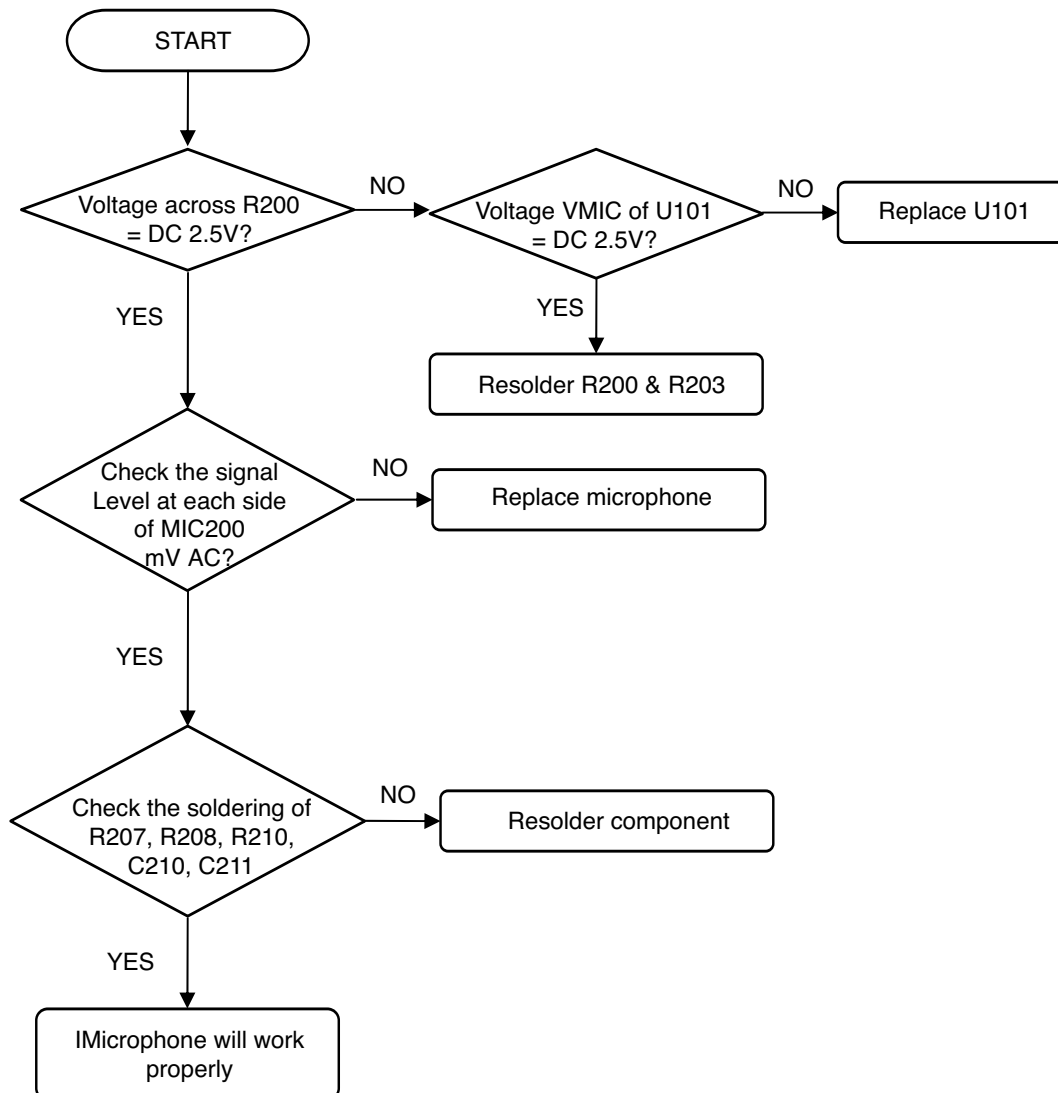 START
Voltage across R200
= DC 2.5V?
NO
Voltage VMIC of U101
= DC 2.5V?
NO
Replace U101
YES
YES
Resolder R200 & R203
Check the signal
Level at each side
of MIC200
mV AC?
NO
Replace microphone
YES
Check the soldering of
R207, R208, R210,
C210, C211
NO
Resolder component
YES
IMicrophone will work
properly